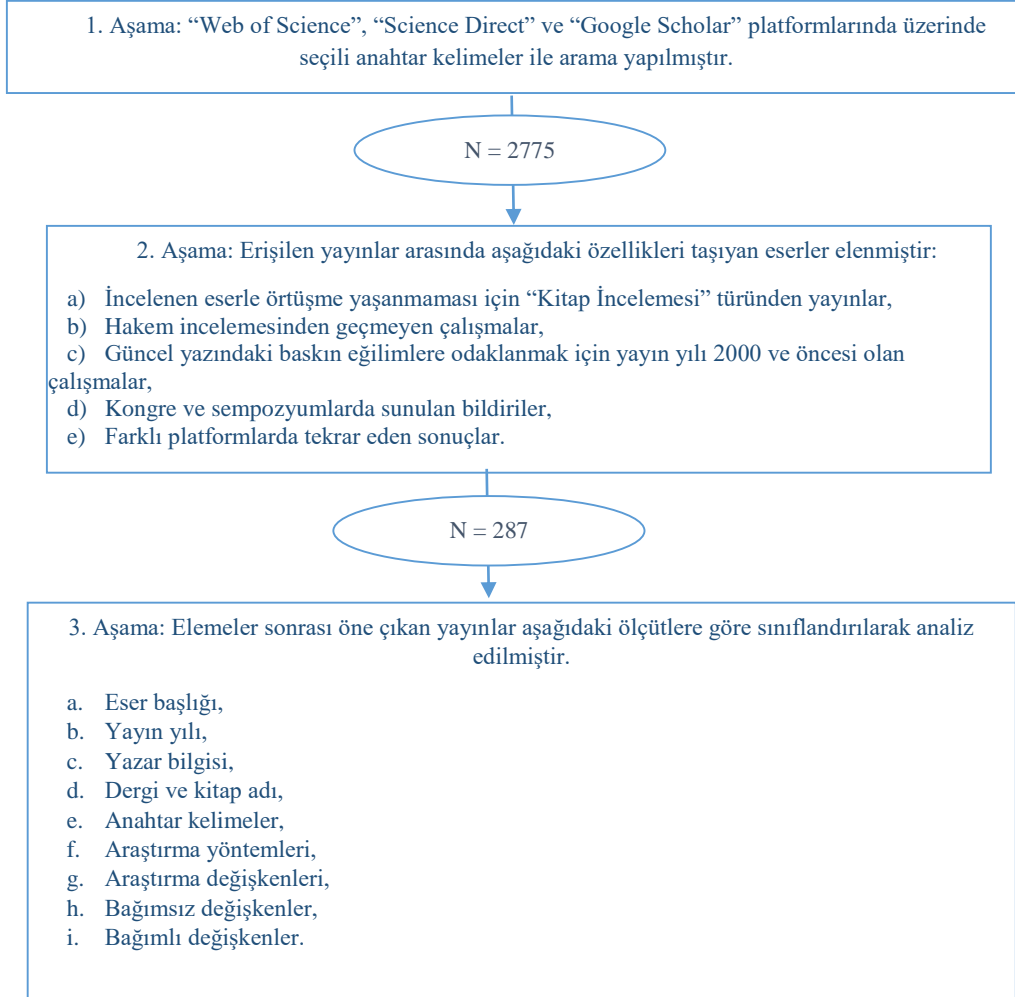 1. Aşama: “Web of Science”, “Science Direct” ve “Google Scholar” platformlarında üzerinde
seçili anahtar kelimeler ile arama yapılmıştır.
N = 2775
2. Aşama: Erişilen yayınlar arasında aşağıdaki özellikleri taşıyan eserler elenmiştir:
a) İncelenen eserle örtüşme yaşanmaması için “Kitap İncelemesi” türünden yayınlar,
b) Hakem incelemesinden geçmeyen çalışmalar,
c) Güncel yazındaki baskın eğilimlere odaklanmak için yayın yılı 2000 ve öncesi olan
çalışmalar,
d) Kongre ve sempozyumlarda sunulan bildiriler,
e) Farklı platformlarda tekrar eden sonuçlar.
N = 287
3. Aşama: Elemeler sonrası öne çıkan yayınlar aşağıdaki ölçütlere göre sınıflandırılarak analiz
edilmiştir.
a. Eser başlığı,
b. Yayın yılı,
c. Yazar bilgisi,
d. Dergi ve kitap adı,
e. Anahtar kelimeler,
f. Araştırma yöntemleri,
g. Araştırma değişkenleri,
h. Bağımsız değişkenler,
i. Bağımlı değişkenler.